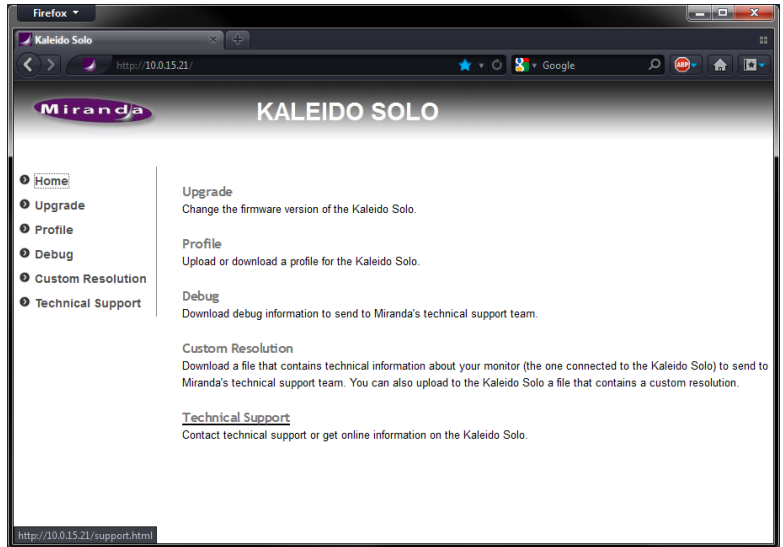 Firefox
Kaleido Solo
http://10.0.15.21/
Google
ABP
Miranda
KALEIDO SOLO
Home
Upgrade
Profile
Debug
Custom Resolution
Technical Support
Upgrade
Change the firmware version of the Kaleido Solo.
Profile
Upload or download a profile for the Kaleido Solo.
Debug
Download debug information to send to Miranda's technical support team.
Custom Resolution
Download a file that contains technical information about your monitor (the one connected to the Kaleido Solo) to send to
Miranda's technical support team. You can also upload to the Kaleido Solo a file that contains a custom resolution.
Technical Support
Contact technical support or get online information on the Kaleido Solo.
http://10.0.15.21/support.html